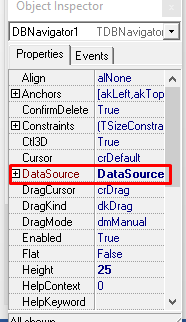 Object Inspector
DBNavigator1 TDBNavigator
Properties Events
Align alNone
Anchors [akLeft,akTop
ConfirmDelete True
Constraints (TSizeConstra
Ctl3D True
Cursor crDefault
DataSource DataSource
DragCursor crDrag
DragKind dkDrag
DragMode dmManual
Enabled True
Flat False
Height 25
HelpContext 0
HelpKeyword
All shown